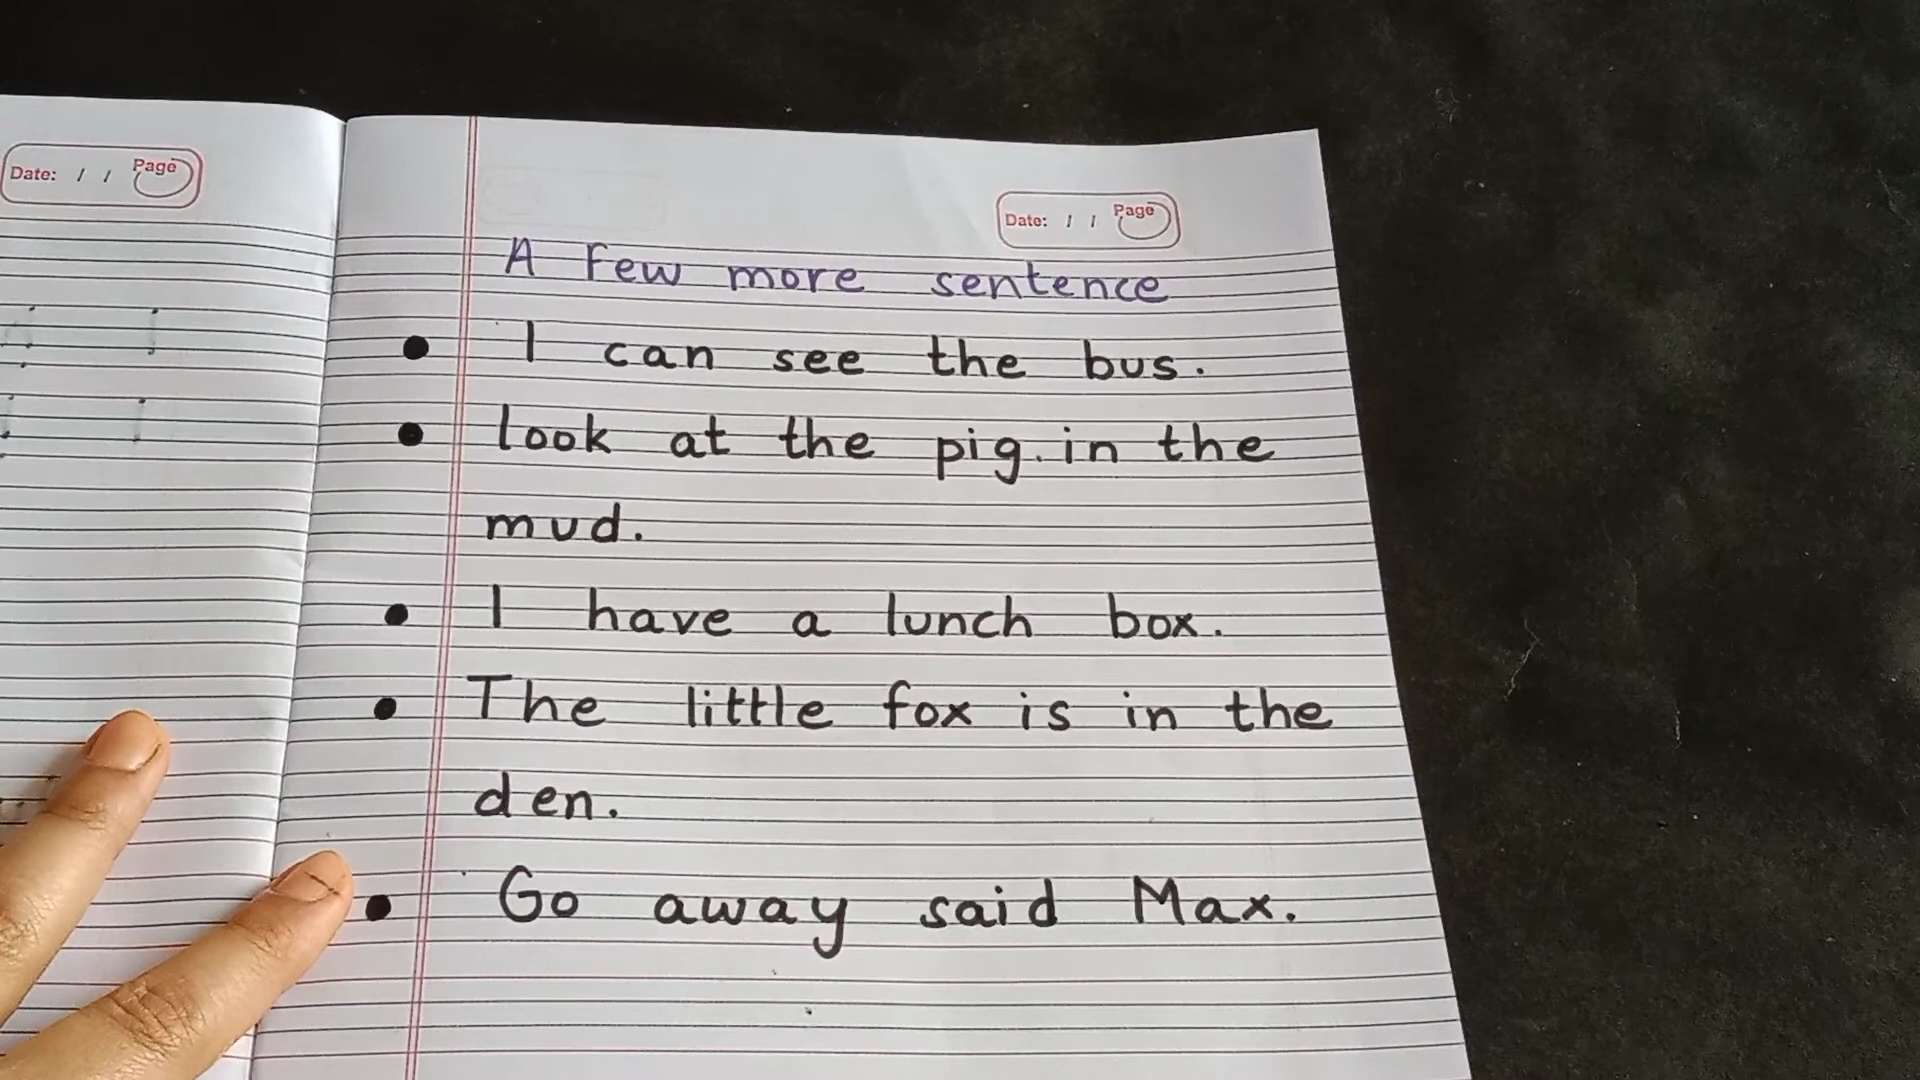 Date: / / Page
Date: / / Page
A Few more sentence
• I can see the bus.
• look at the pig. in the
mud.
• I have a lunch box.
• The little fox is in the
den.
• Go away said Max.